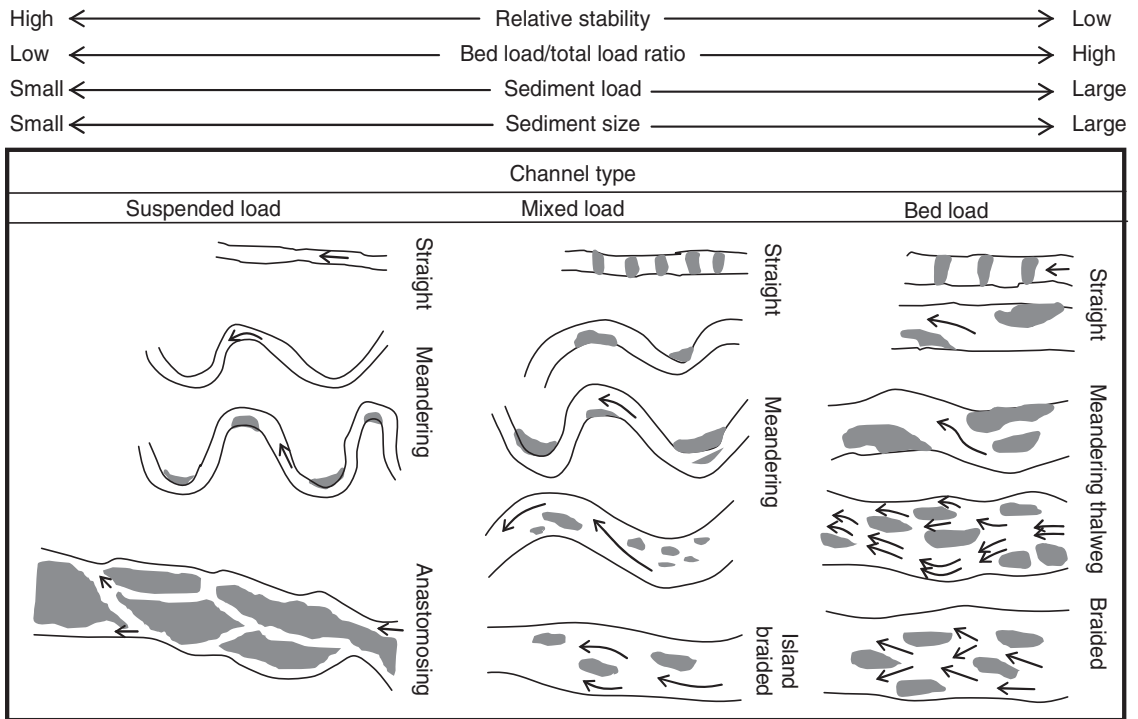 High Relative stability Low
Low Bed load/total load ratio High
Small Sediment load Large
Small Sediment size Large
Channel type
Suspended load Mixed load Bed load
Straight
Meandering
Anastomosing
Straight
Meandering
Island
braided
Straight
Meandering thalweg
Braided